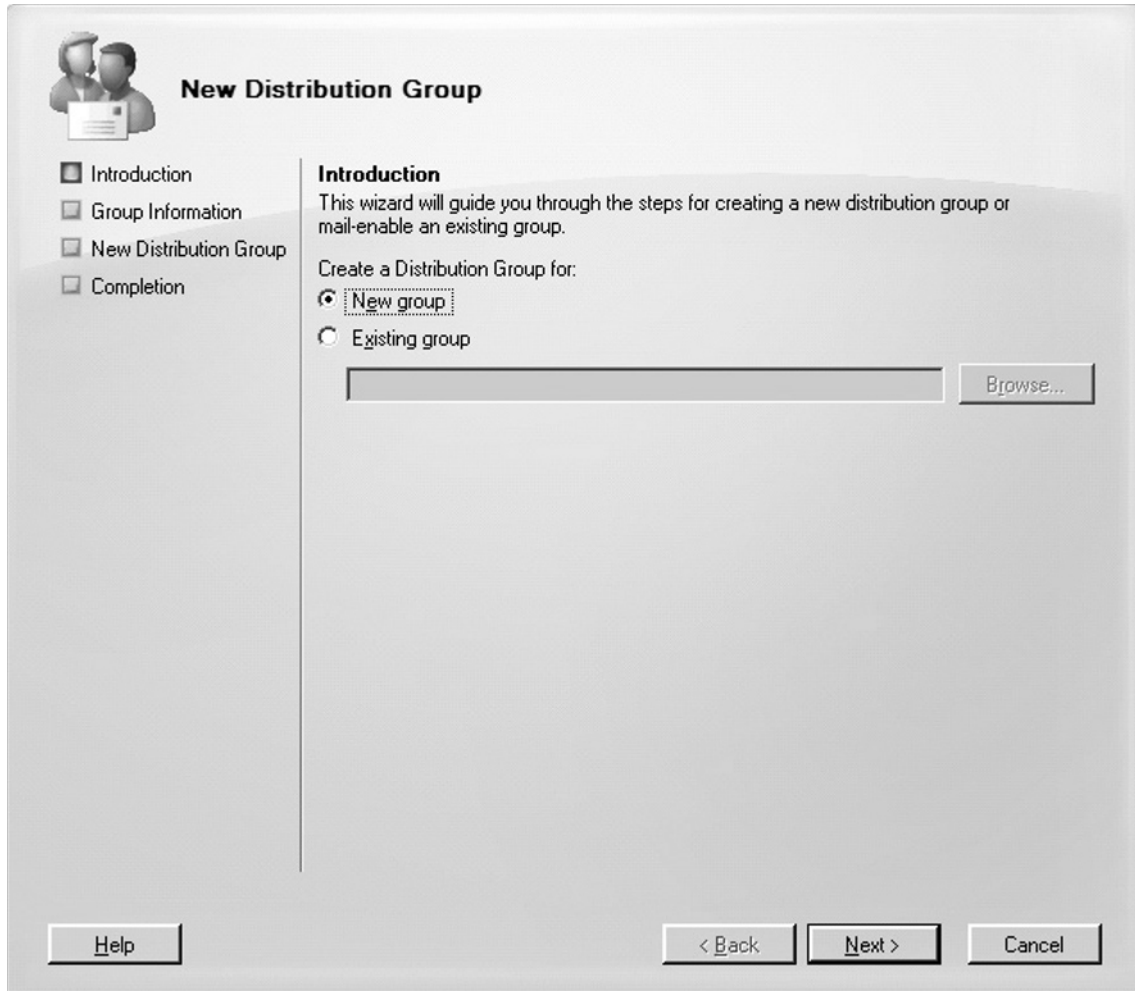 New Distribution Group
Introduction
Group Information
New Distribution Group
Completion
Introduction
This wizard will guide you through the steps for creating a new distribution group or
mail-enable an existing group.
Create a Distribution Group for:
New group
Existing group
Browse...
Help
< Back
Next >
Cancel